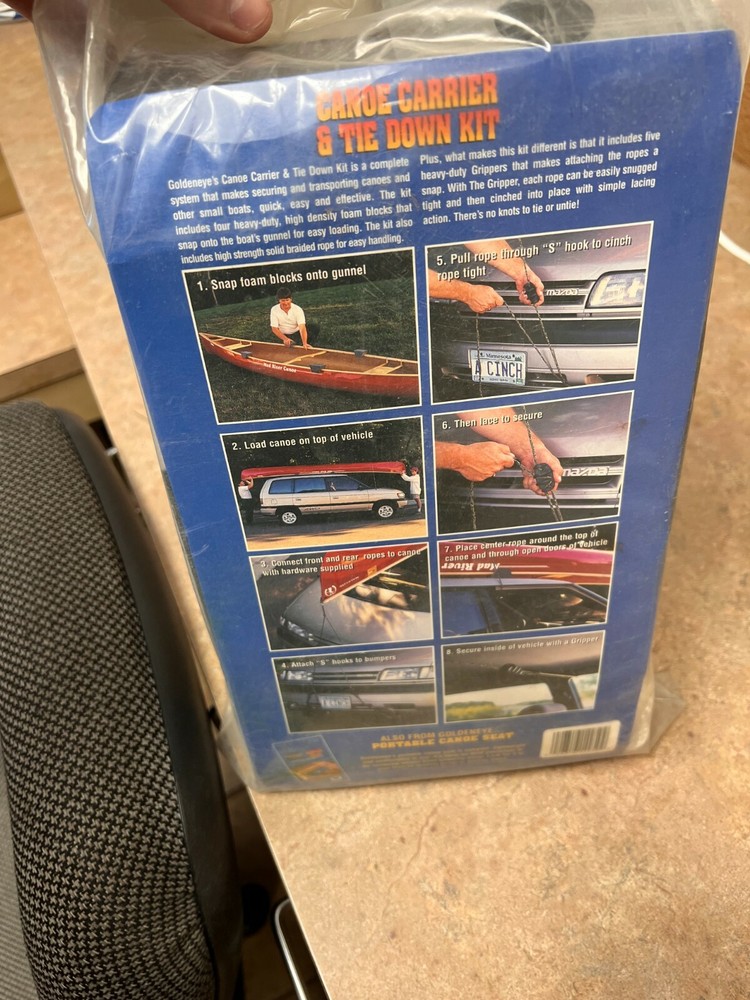 CANOE CARRIER
& TIE DOWN KIT
Goldeneye's Canoe Carrier & Tie Down Kit is a complete
system that makes securing and transporting canoes and
other small boats, quick, easy and effective. The kit
includes four heavy-duty, high density foam blocks that
snap onto the boat's gunnel for easy loading. The kit also
includes high strength solid braided rope for easy handling.
Plus, what makes this kit different is that it includes five
heavy-duty Grippers that makes attaching the ropes a
snap. With The Gripper, each rope can be easily snugged
tight and then cinched into place with simple lacing
action. There's no knots to tie or untie!
1. Snap foam blocks onto gunnel
Mad River Canoe
2. Load canoe on top of vehicle
3. Connect front and rear ropes to canoe
with hardware supplied
4. Attach "S" hooks to bumpers
5. Pull rope through "S" hook to cinch
rope tight
mazda
Minnesota
A CINCH
6. Then lace to secure
mazda
7. Place center rope around the top of
canoe and through open doors of vehicle
Mad River
8. Secure inside of vehicle with a Gripper
ALSO FROM GOLDENEYE...
PORTABLE CANOE SEAT